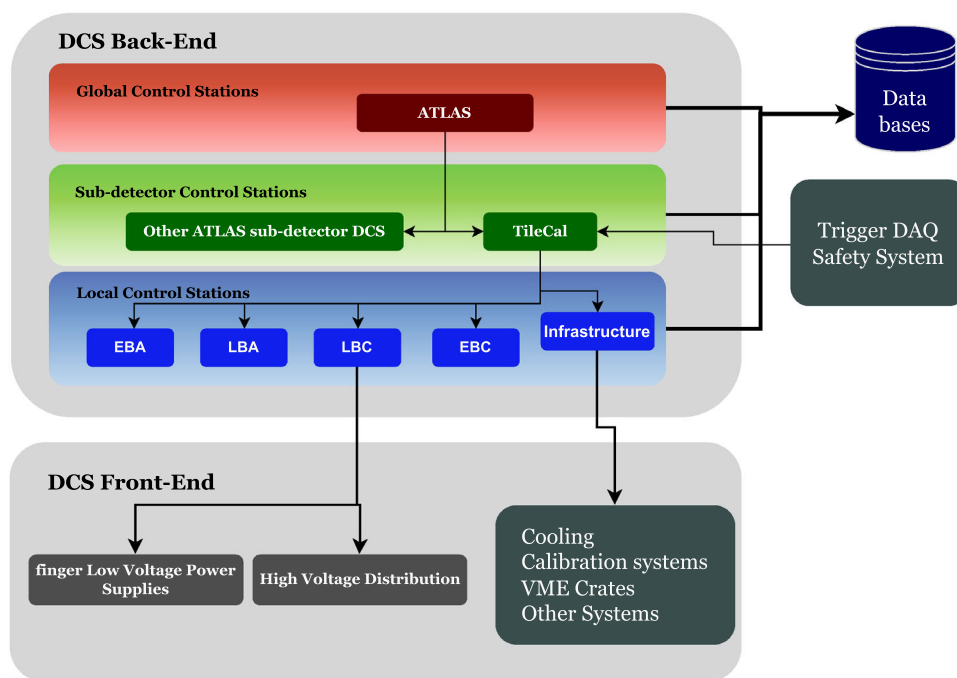 DCS Back-End
Global Control Stations
ATLAS
Data
bases
Sub-detector Control Stations
Other ATLAS sub-detector DCS
TileCal
Trigger DAQ
Safety System
Local Control Stations
EBA
LBA
LBC
EBC
Infrastructure
DCS Front-End
finger Low Voltage Power
Supplies
High Voltage Distribution
Cooling
Calibration systems
VME Crates
Other Systems